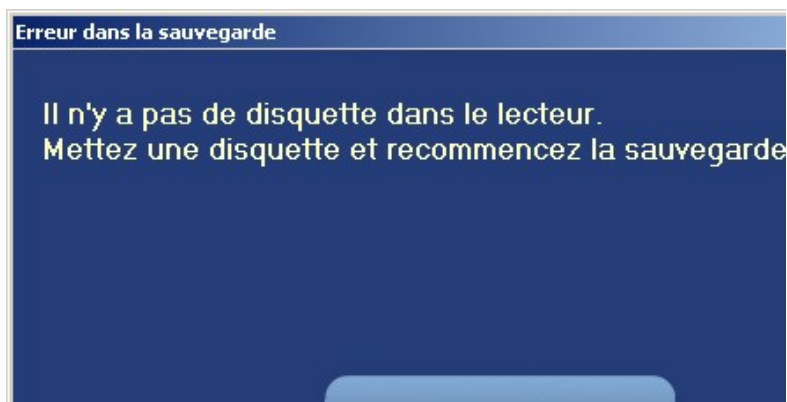 Erreur dans la sauvegarde
Il n'y a pas de disquette dans le lecteur.
Mettez une disquette et recommencez la sauvegarde